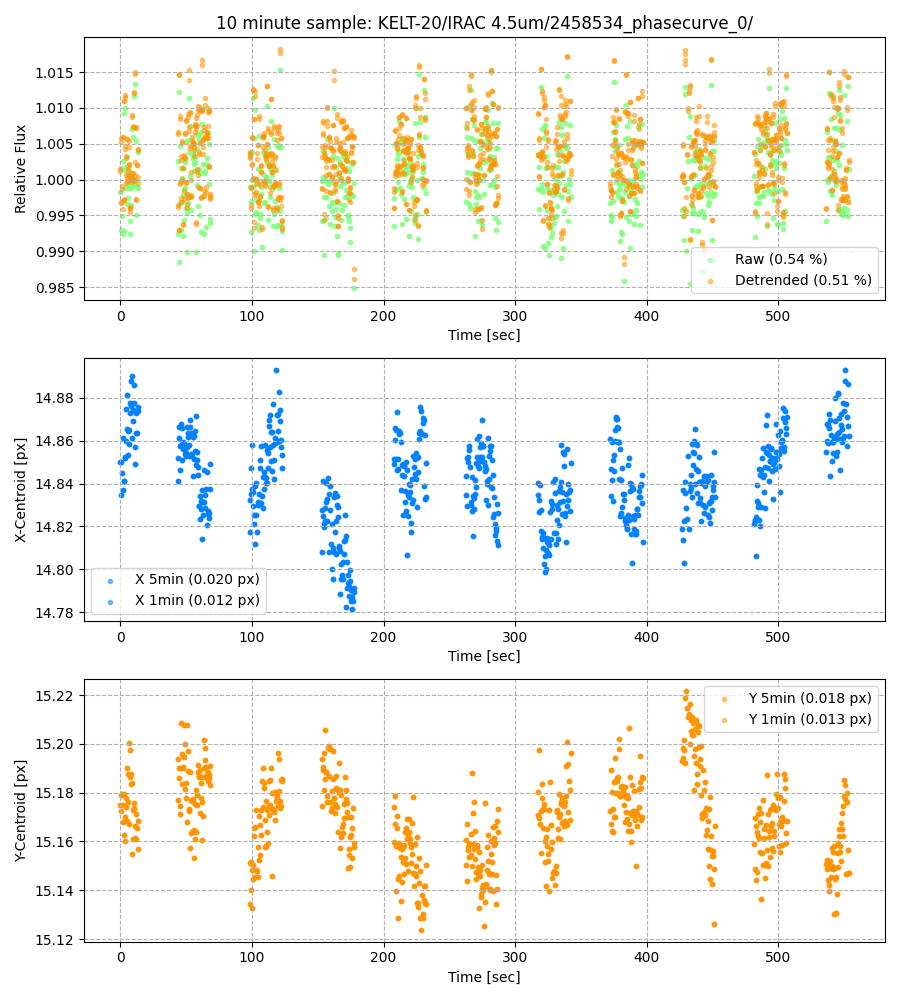 10 minute sample: KELT-20/IRAC 4.5um/2458534_phasecurve_0/
Relative Flux
1.015
1.010
1.005
1.000
0.995
0.990
0.985
Raw (0.54 %)
Detrended (0.51 %)
0 100 200 300 400 500
Time [sec]
X-Centroid [px]
14.88
14.86
14.84
14.82
14.80
14.78
X 5min (0.020 px)
X 1min (0.012 px)
0 100 200 300 400 500
Time [sec]
Y-Centroid [px]
15.22
15.20
15.18
15.16
15.14
15.12
Y 5min (0.018 px)
Y 1min (0.013 px)
0 100 200 300 400 500
Time [sec]